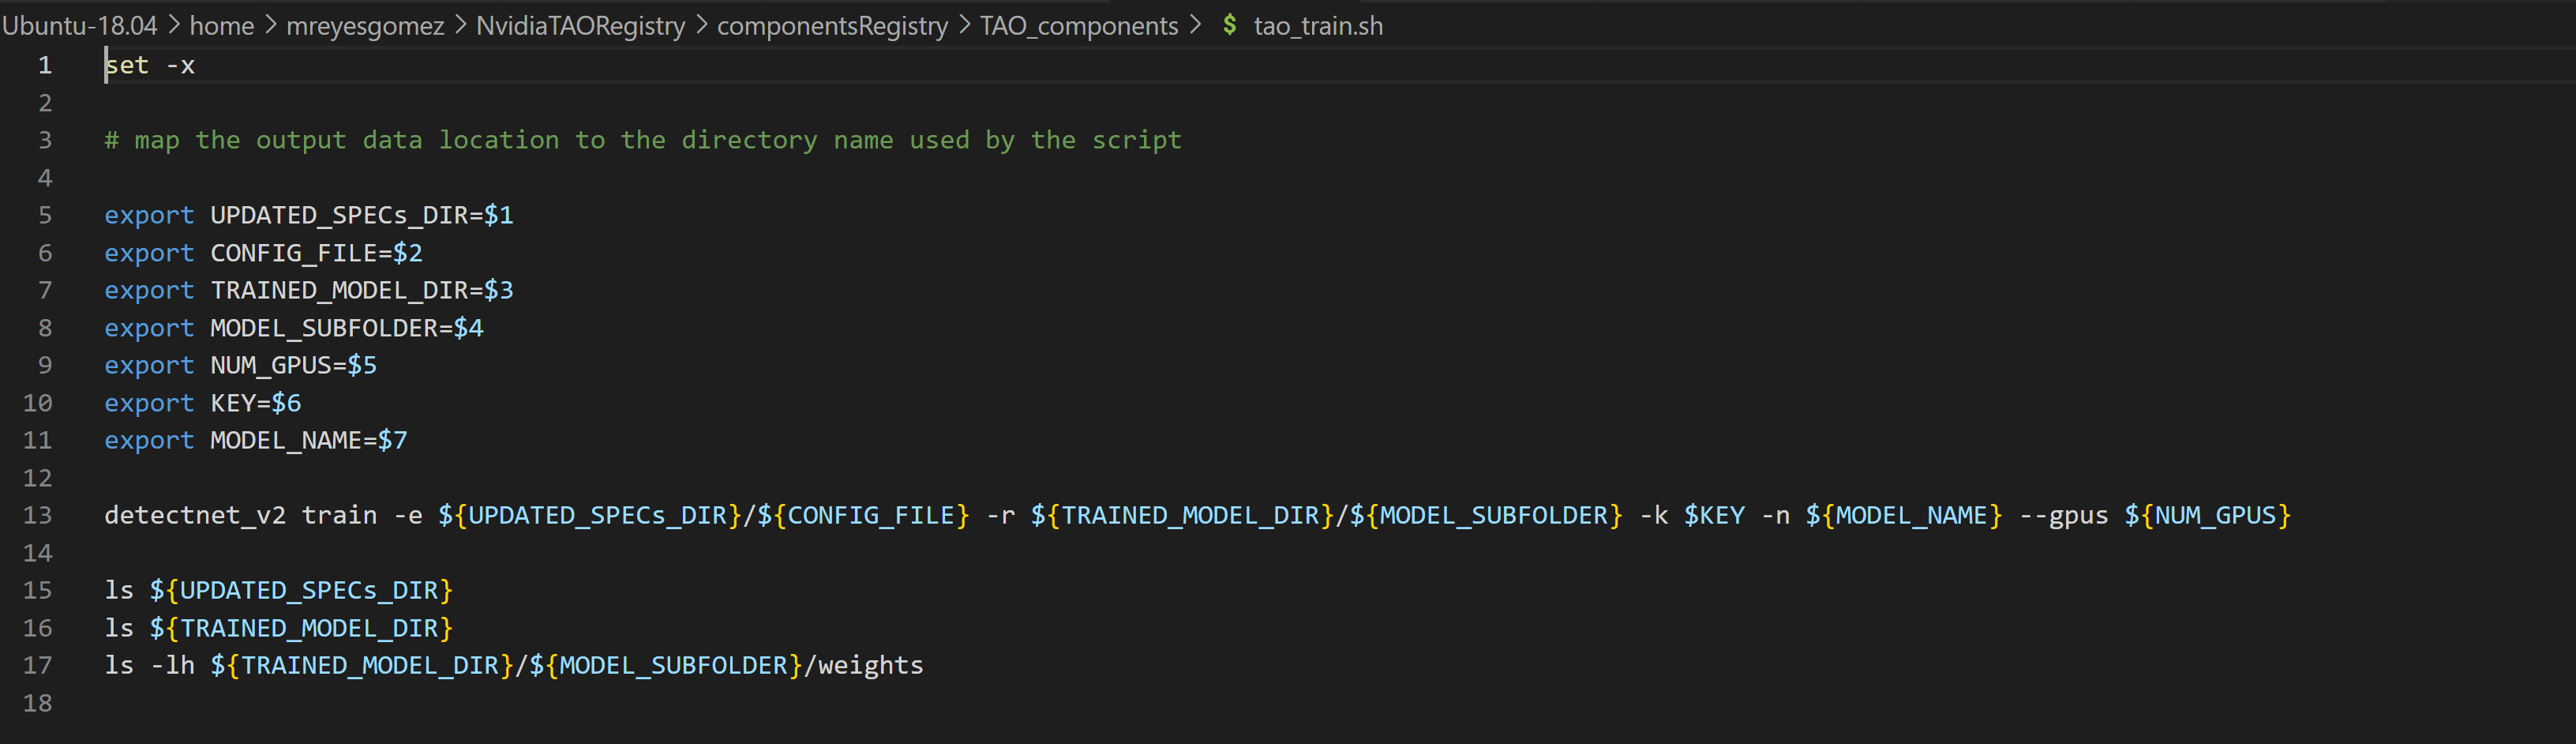 Ubuntu-18.04 > home > mreyesgomez > NvidiaTAORegistry > componentsRegistry > TAO_components > $ tao_train.sh
1 set -x
2
3 # map the output data location to the directory name used by the script
4
5 export UPDATED_SPECs_DIR=$1
6 export CONFIG_FILE=$2
7 export TRAINED_MODEL_DIR=$3
8 export MODEL_SUBFOLDER=$4
9 export NUM_GPUS=$5
10 export KEY=$6
11 export MODEL_NAME=$7
12
13 detectnet_v2 train -e ${UPDATED_SPECs_DIR}/${CONFIG_FILE} -r ${TRAINED_MODEL_DIR}/${MODEL_SUBFOLDER} -k $KEY -n ${MODEL_NAME} --gpus ${NUM_GPUS}
14
15 ls ${UPDATED_SPECs_DIR}
16 ls ${TRAINED_MODEL_DIR}
17 ls -lh ${TRAINED_MODEL_DIR}/${MODEL_SUBFOLDER}/weights
18